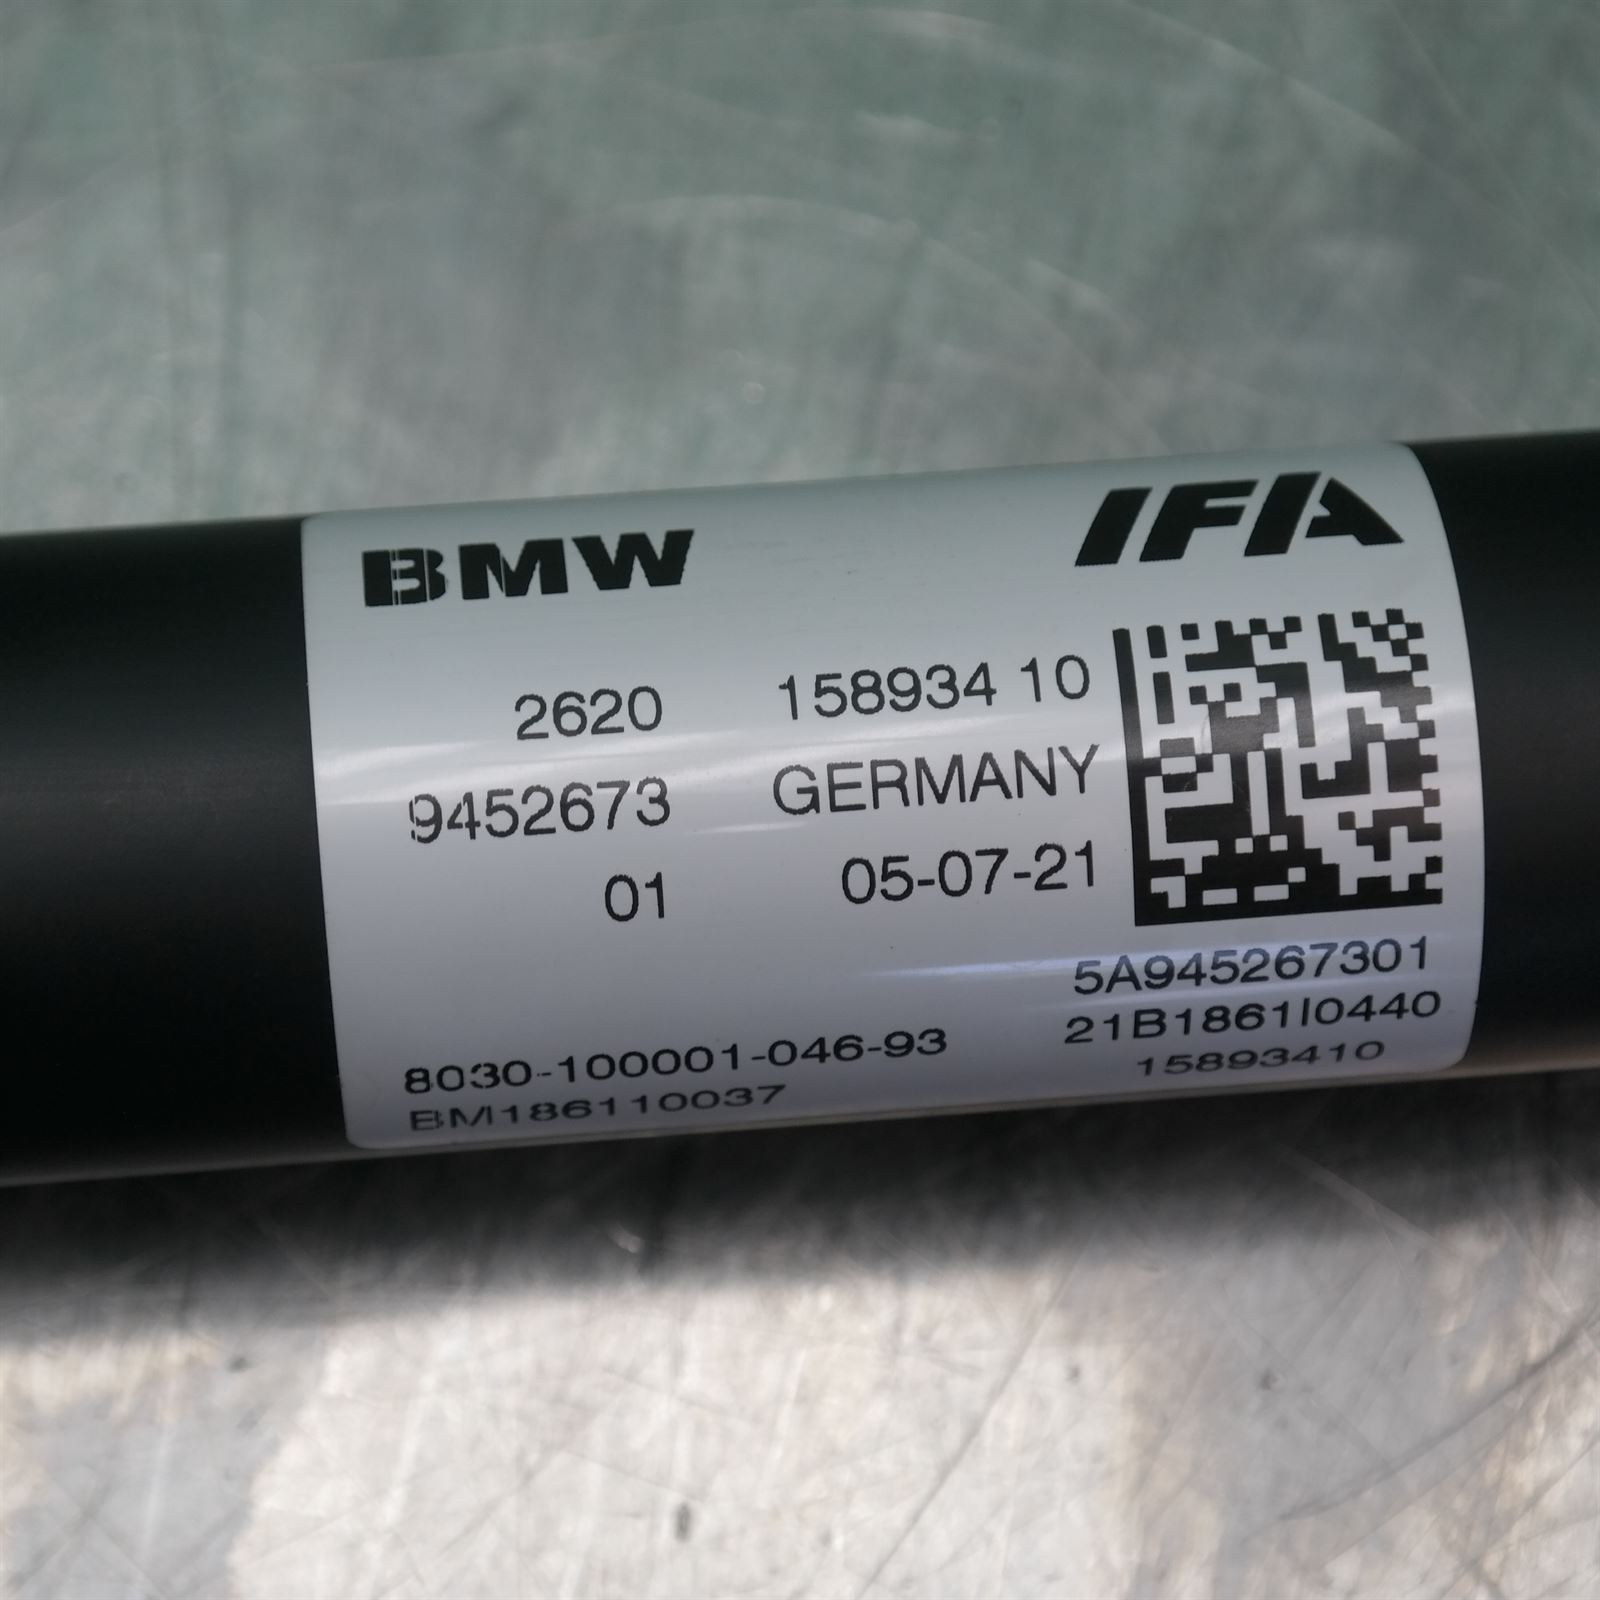 BMW IFA
2620 158934 10
9452673 GERMANY
01 05-07-21
5A945267301
8030-100001-046-93 21B1861I0440
BM186110037 15893410